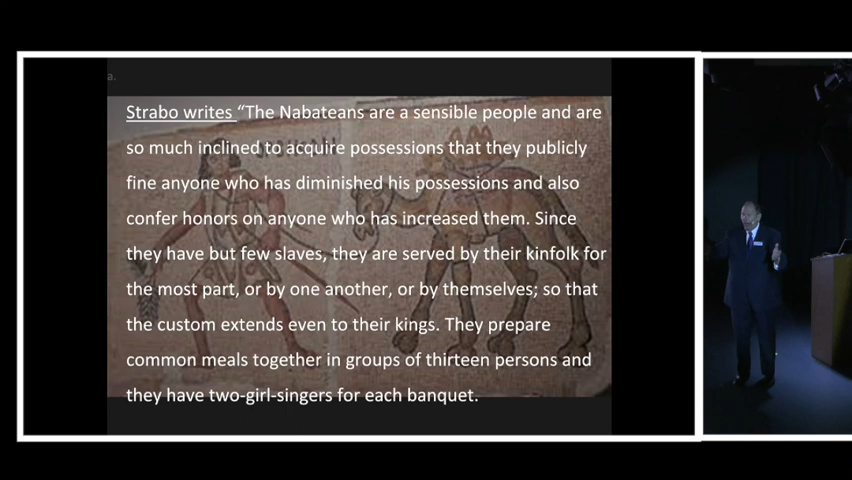 a.
Strabo writes “The Nabateans are a sensible people and are
so much inclined to acquire possessions that they publicly
fine anyone who has diminished his possessions and also
confer honors on anyone who has increased them. Since
they have but few slaves, they are served by their kinfolk for
the most part, or by one another, or by themselves; so that
the custom extends even to their kings. They prepare
common meals together in groups of thirteen persons and
they have two-girl-singers for each banquet.